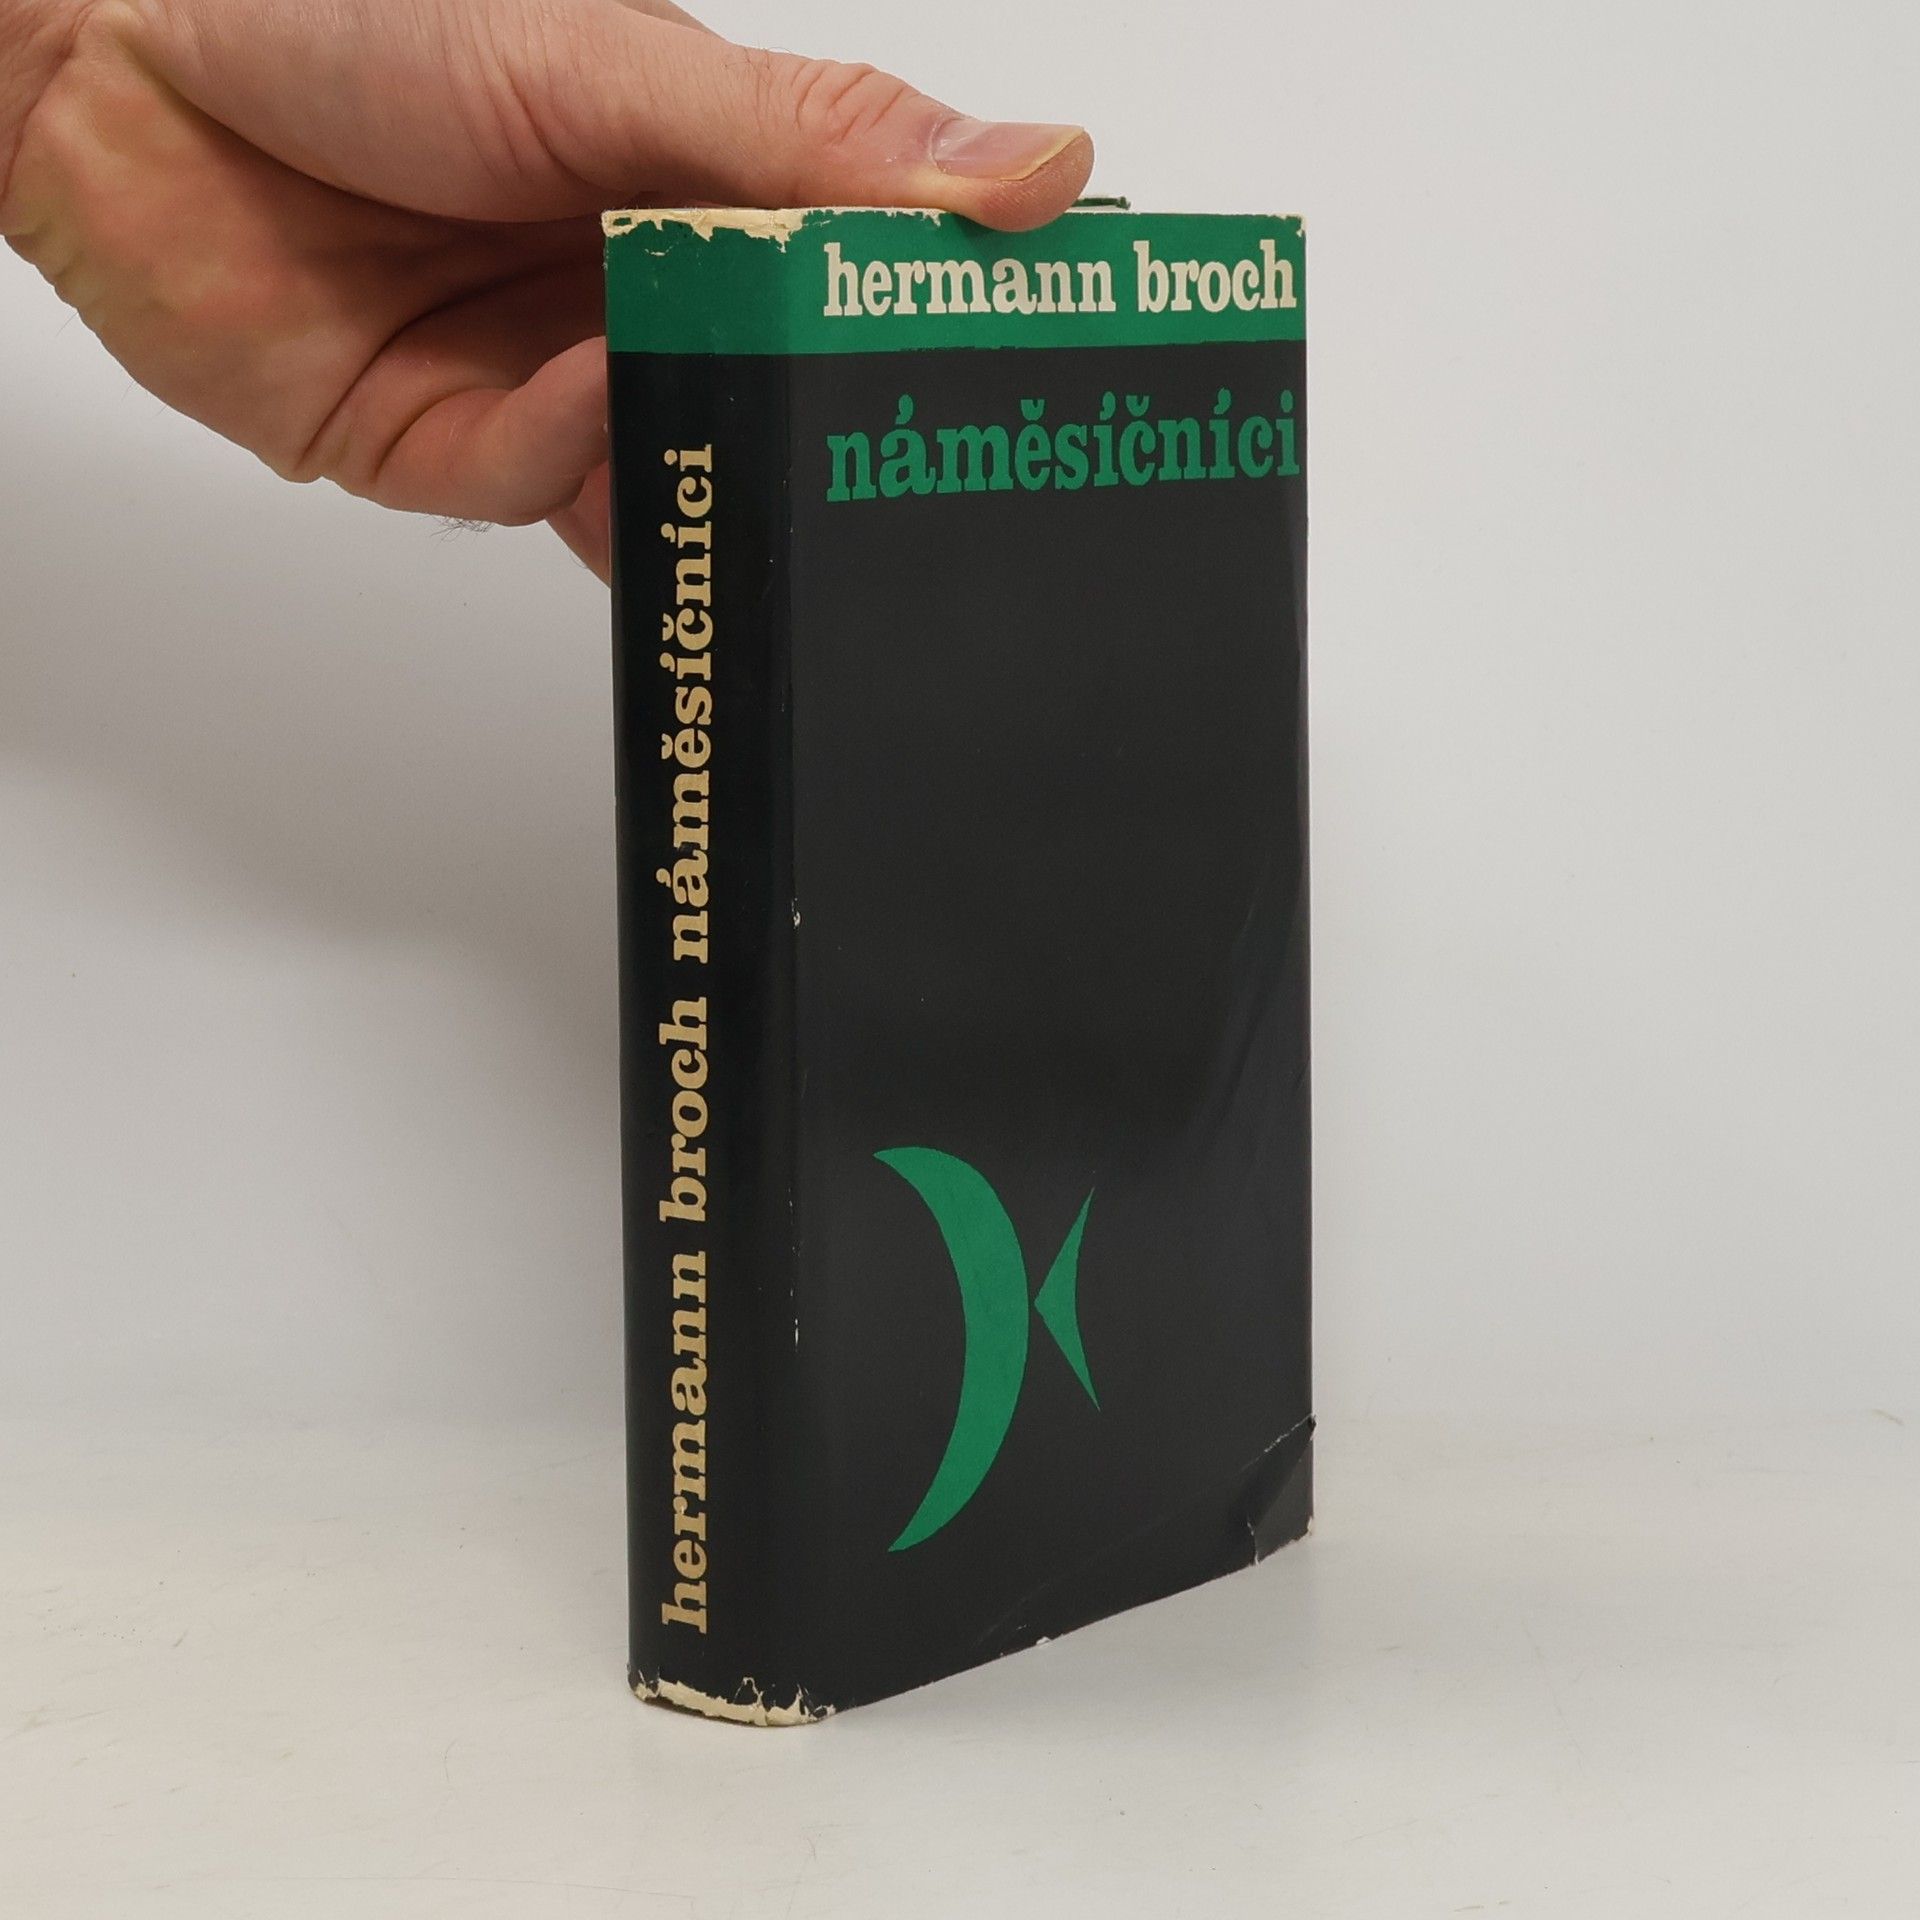 hermann broch
náměsíčníci
hermann broch náměsíčníci